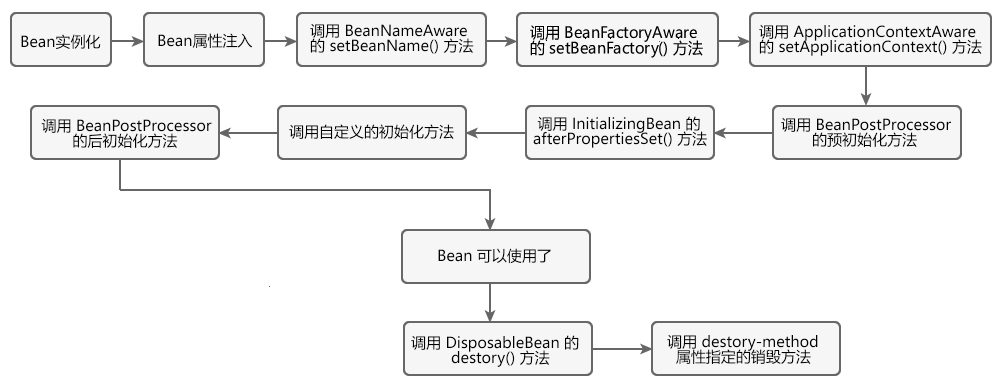 Bean实例化
Bean属性注入
调用 BeanNameAware
的 setBeanName() 方法
调用 BeanFactoryAware
的 setBeanFactory() 方法
调用 ApplicationContextAware
的 setApplicationContext() 方法
调用 BeanPostProcessor
的预初始化方法
调用 InitializingBean 的
afterPropertiesSet() 方法
调用自定义的初始化方法
调用 BeanPostProcessor
的后初始化方法
Bean 可以使用了
调用 DisposableBean 的
destory() 方法
调用 destory-method
属性指定的销毁方法